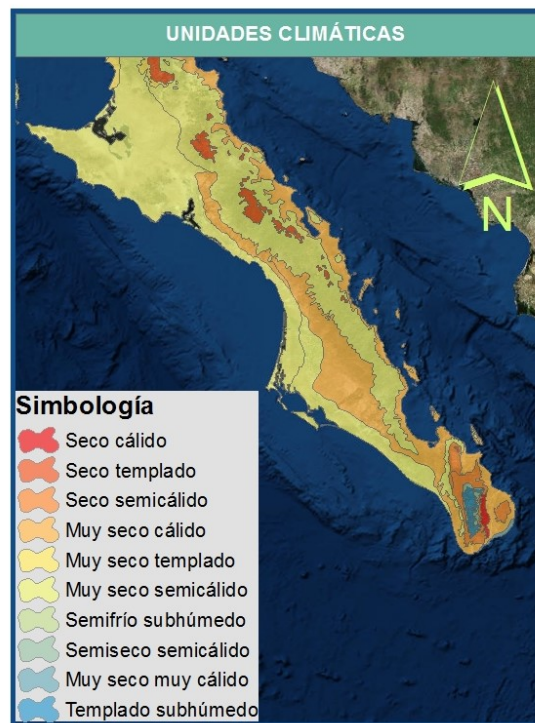 UNIDADES CLIMÁTICAS
N
Simbología
Seco cálido
Seco templado
Seco semicálido
Muy seco cálido
Muy seco templado
Muy seco semicálido
Semifrío subhúmedo
Semiseco semicálido
Muy seco muy cálido
Templado subhúmedo